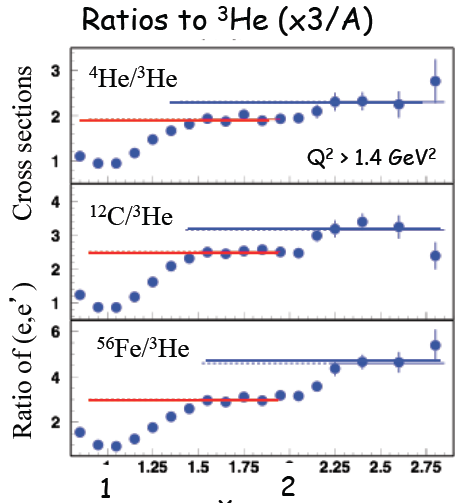 Ratios to ³He (x3/A)
Ratio of (e,e’) Cross sections
⁴He/³He
3
2
1
Q² > 1.4 GeV²
¹²C/³He
4
3
2
1
⁵⁶Fe/³He
6
4
2
1 1.25 1.5 1.75 2 2.25 2.5 2.75